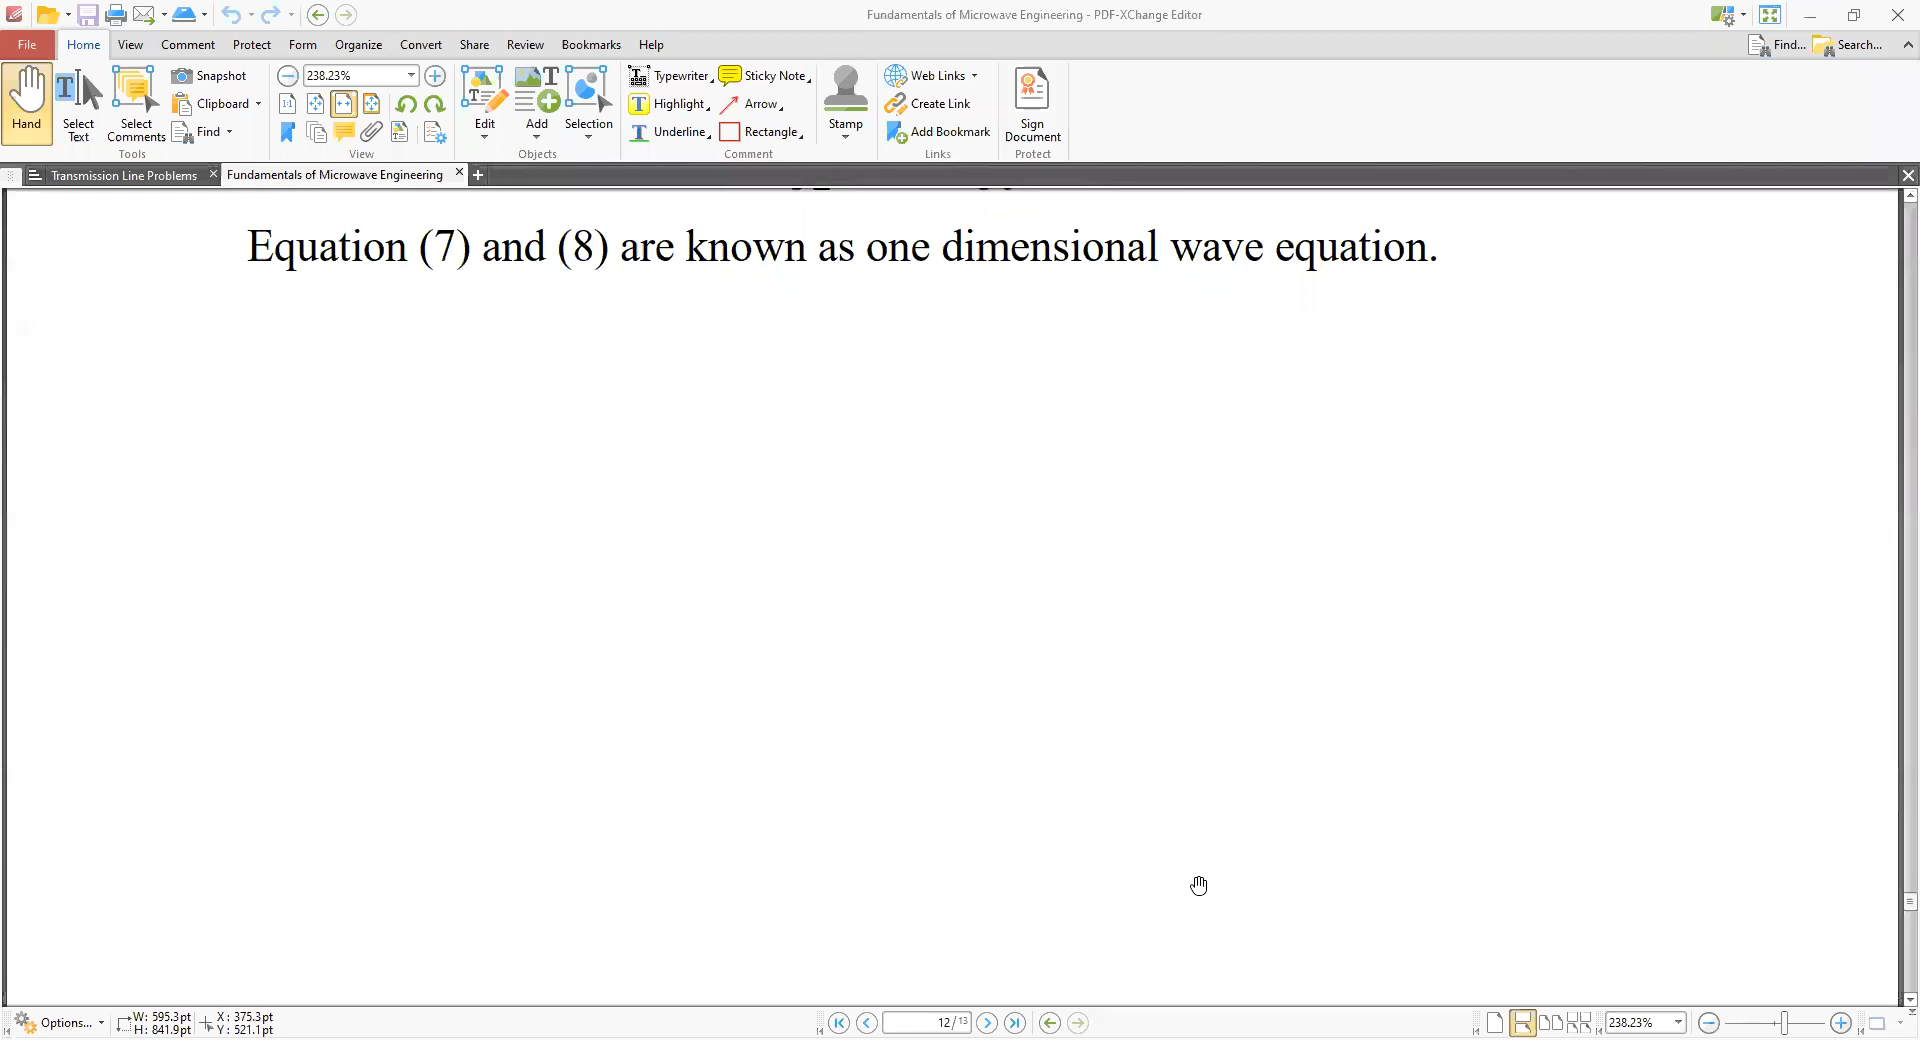 Fundamentals of Microwave Engineering - PDF-XChange Editor
File Home View Comment Protect Form Organize Convert Share Review Bookmarks Help Find... Search...
Hand
Select Text
Select Comments
Snapshot
Clipboard
Find
Tools
238.23%
1:1
View
Edit
Add
Selection
Objects
Typewriter
Highlight
Underline
Sticky Note
Arrow
Rectangle
Stamp
Comment
Web Links
Create Link
Add Bookmark
Links
Sign Document
Protect
Transmission Line Problems
Fundamentals of Microwave Engineering
Equation (7) and (8) are known as one dimensional wave equation.
Options...
W: 595.3pt
H: 841.9pt
X: 375.3pt
Y: 521.1pt
12/13
238.23%